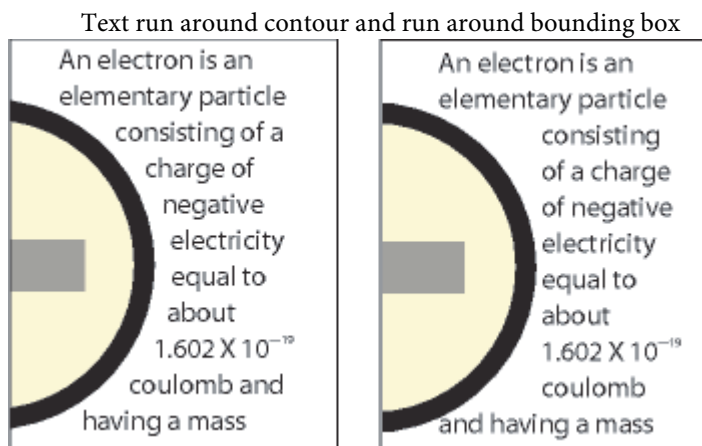 Text run around contour and run around bounding box
An electron is an
elementary particle
consisting of a
charge of
negative
electricity
equal to
about
1.602 X 10⁻¹⁹
coulomb and
having a mass
An electron is an
elementary particle
consisting
of a charge
of negative
electricity
equal to
about
1.602 X 10⁻¹⁹
coulomb
and having a mass